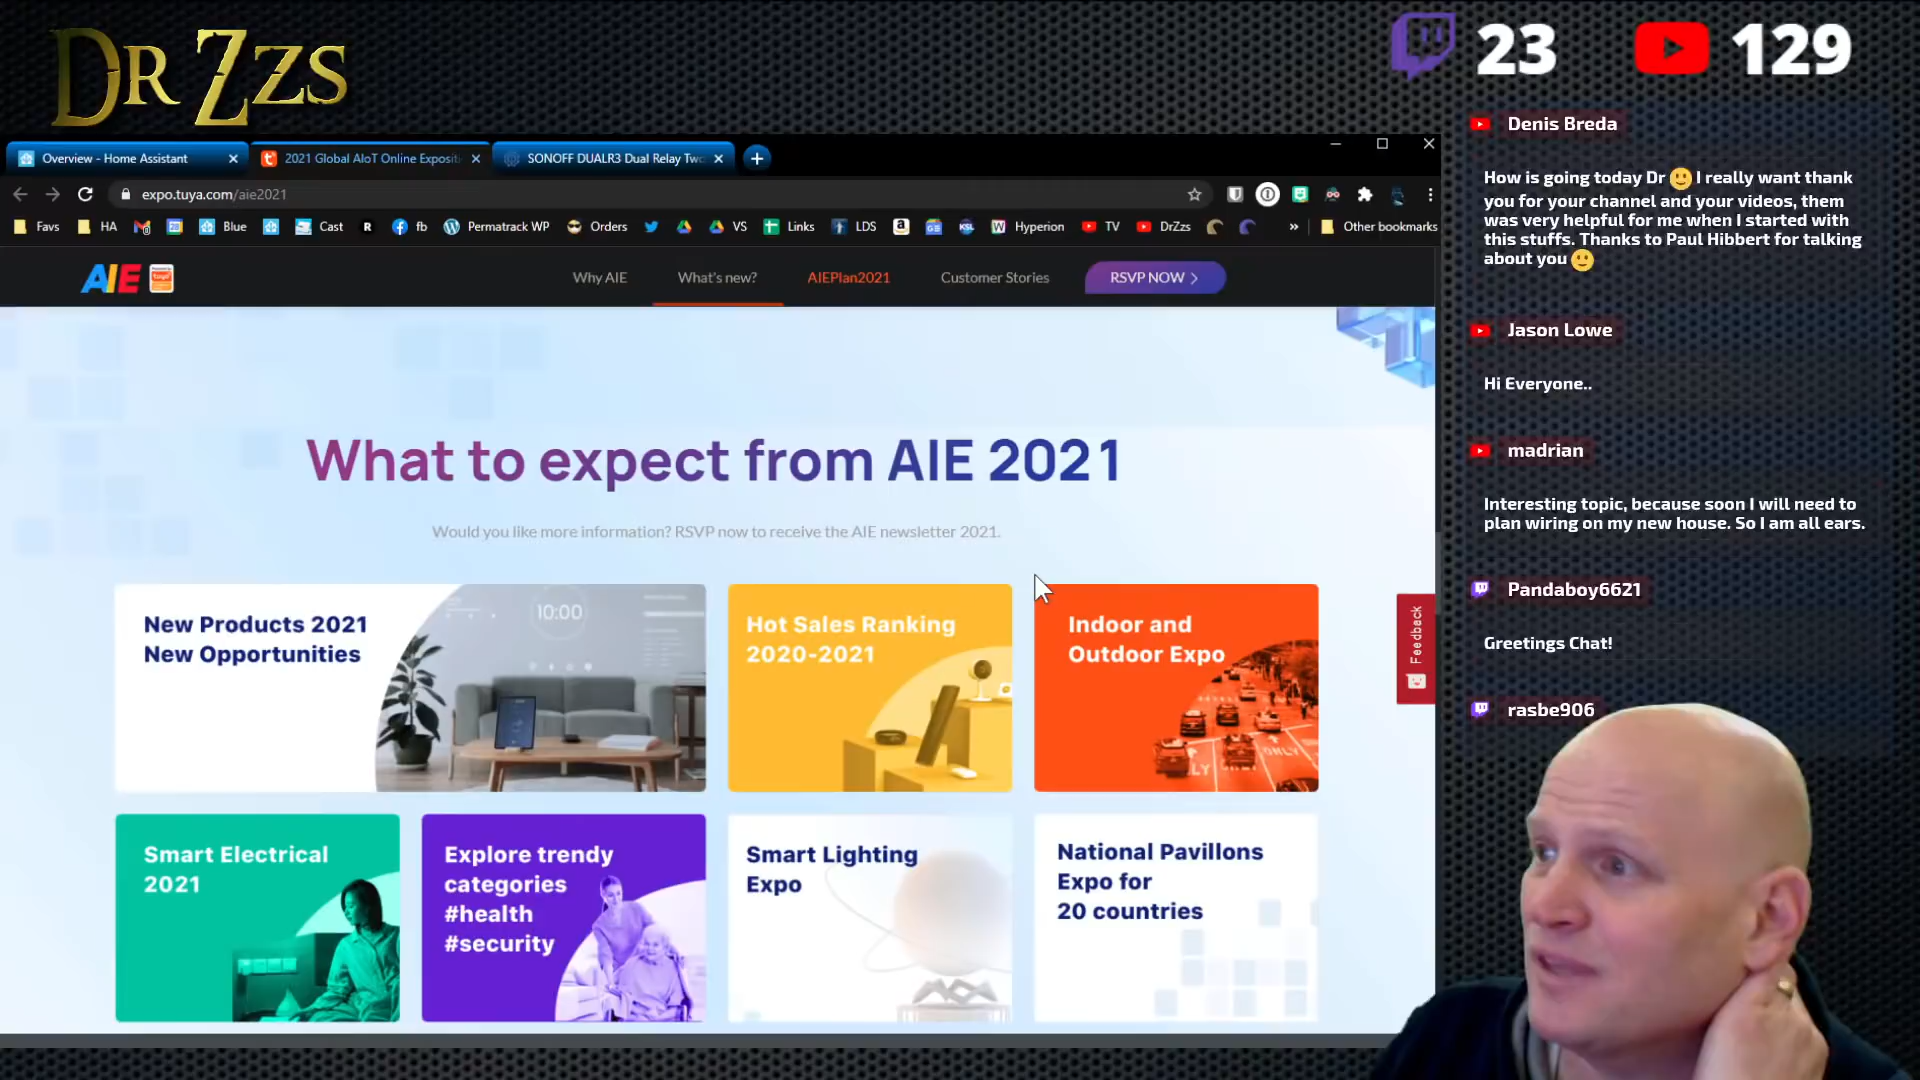 DR ZZS
23
129
Overview - Home Assistant
2021 Global AIoT Online Exposit
SONOFF DUALR3 Dual Relay Two
expo.tuya.com/aie2021
Favs
HA
Blue
Cast
R
fb
Permatrack WP
Orders
VS
Links
LDS
Hyperion
TV
DrZzs
»
Other bookmarks
AIE
Why AIE
What's new?
AIEPlan2021
Customer Stories
RSVP NOW >
What to expect from AIE 2021
Would you like more information? RSVP now to receive the AIE newsletter 2021.
New Products 2021
New Opportunities
10:00
Hot Sales Ranking
2020-2021
Indoor and
Outdoor Expo
ONLY
Feedback
Smart Electrical
2021
Explore trendy
categories
#health
#security
Smart Lighting
Expo
National Pavillons
Expo for
20 countries
Denis Breda
How is going today Dr 🙂 I really want thank
you for your channel and your videos, them
was very helpful for me when I started with
this stuffs. Thanks to Paul Hibbert for talking
about you 🙂
Jason Lowe
Hi Everyone..
madrian
Interesting topic, because soon I will need to
plan wiring on my new house. So I am all ears.
Pandaboy6621
Greetings Chat!
rasbe906